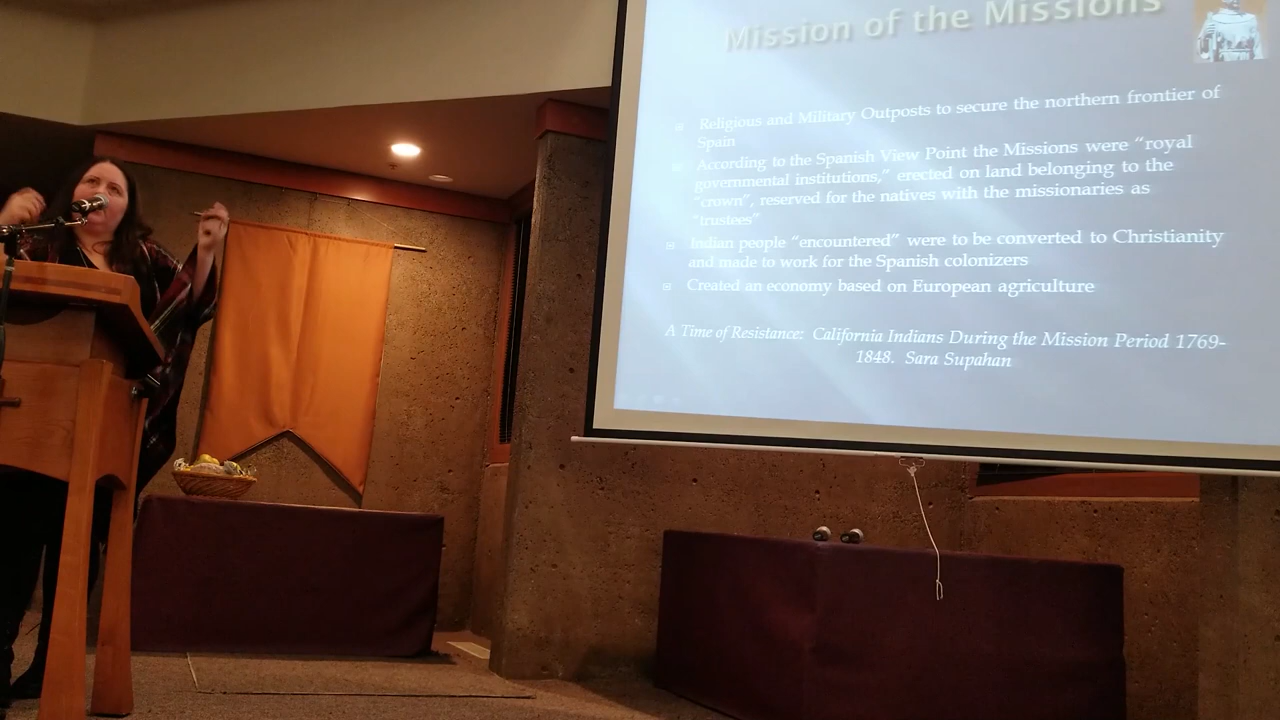 Mission of the Missions
Religious and Military Outposts to secure the northern frontier of
Spain
According to the Spanish View Point the Missions were “royal
governmental institutions,” erected on land belonging to the
“crown”, reserved for the natives with the missionaries as
“trustees”
Indian people “encountered” were to be converted to Christianity
and made to work for the Spanish colonizers
Created an economy based on European agriculture
A Time of Resistance: California Indians During the Mission Period 1769-
1848. Sara Supahan